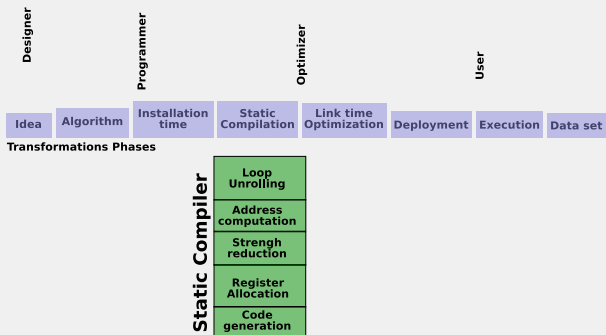 Designer
Programmer
Optimizer
User
Idea
Algorithm
Installation
time
Static
Compilation
Link time
Optimization
Deployment
Execution
Data set
Transformations Phases
Static Compiler
Loop
Unrolling
Address
computation
Strengh
reduction
Register
Allocation
Code
generation